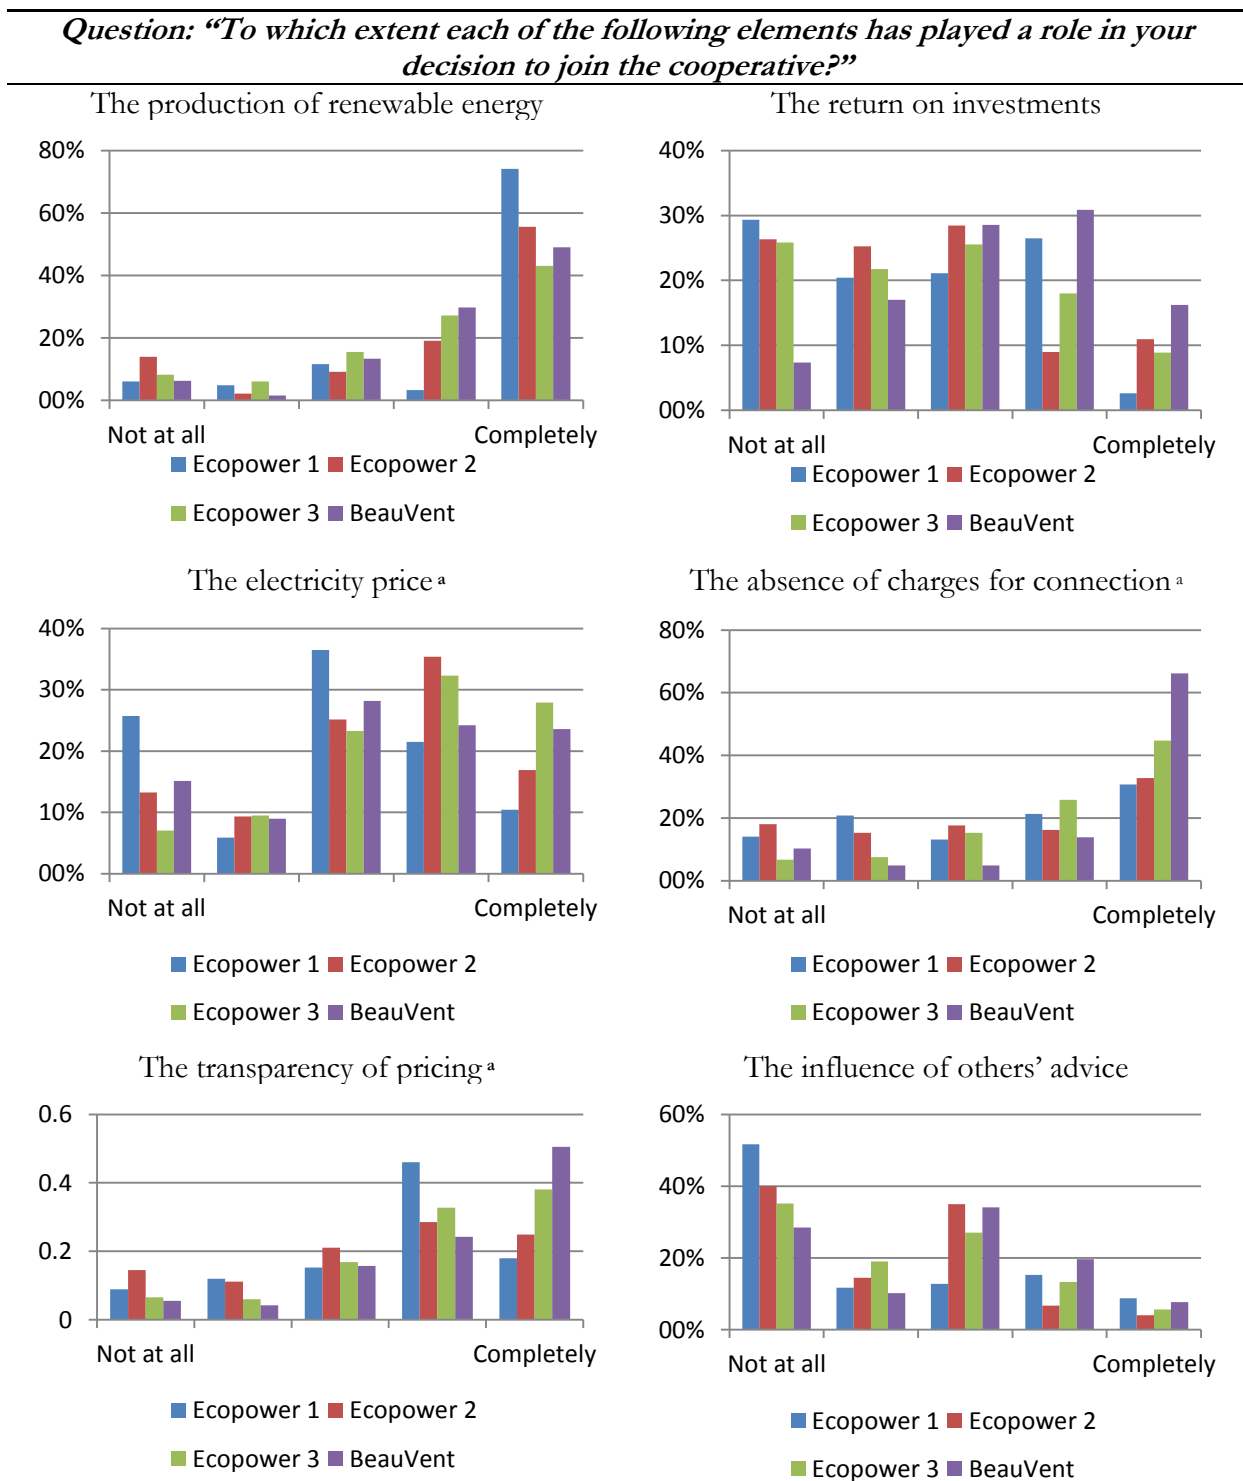 Question: “To which extent each of the following elements has played a role in your
decision to join the cooperative?”
The production of renewable energy
80%
60%
40%
20%
00%
Not at all
Completely
Ecopower 1
Ecopower 2
Ecopower 3
BeauVent
The return on investments
40%
30%
20%
10%
00%
Not at all
Completely
Ecopower 1
Ecopower 2
Ecopower 3
BeauVent
The electricity price a
40%
30%
20%
10%
00%
Not at all
Completely
Ecopower 1
Ecopower 2
Ecopower 3
BeauVent
The absence of charges for connection a
80%
60%
40%
20%
00%
Not at all
Completely
Ecopower 1
Ecopower 2
Ecopower 3
BeauVent
The transparency of pricing a
0.6
0.4
0.2
0
Not at all
Completely
Ecopower 1
Ecopower 2
Ecopower 3
BeauVent
The influence of others’ advice
60%
40%
20%
00%
Not at all
Completely
Ecopower 1
Ecopower 2
Ecopower 3
BeauVent